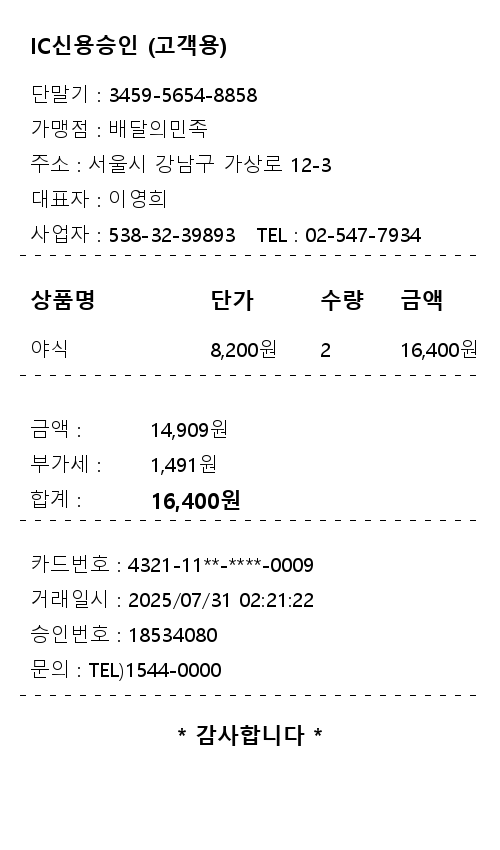 IC신용승인 (고객용)
단말기 : 3459-5654-8858
가맹점 : 배달의민족
주소 : 서울시 강남구 가상로 12-3
대표자 : 이영희
사업자 : 538-32-39893 TEL : 02-547-7934
상품명 단가 수량 금액
야식 8,200원 2 16,400원
금액 : 14,909원
부가세 : 1,491원
합계 : 16,400원
카드번호 : 4321-11**-****-0009
거래일시 : 2025/07/31 02:21:22
승인번호 : 18534080
문의 : TEL)1544-0000
* 감사합니다 *